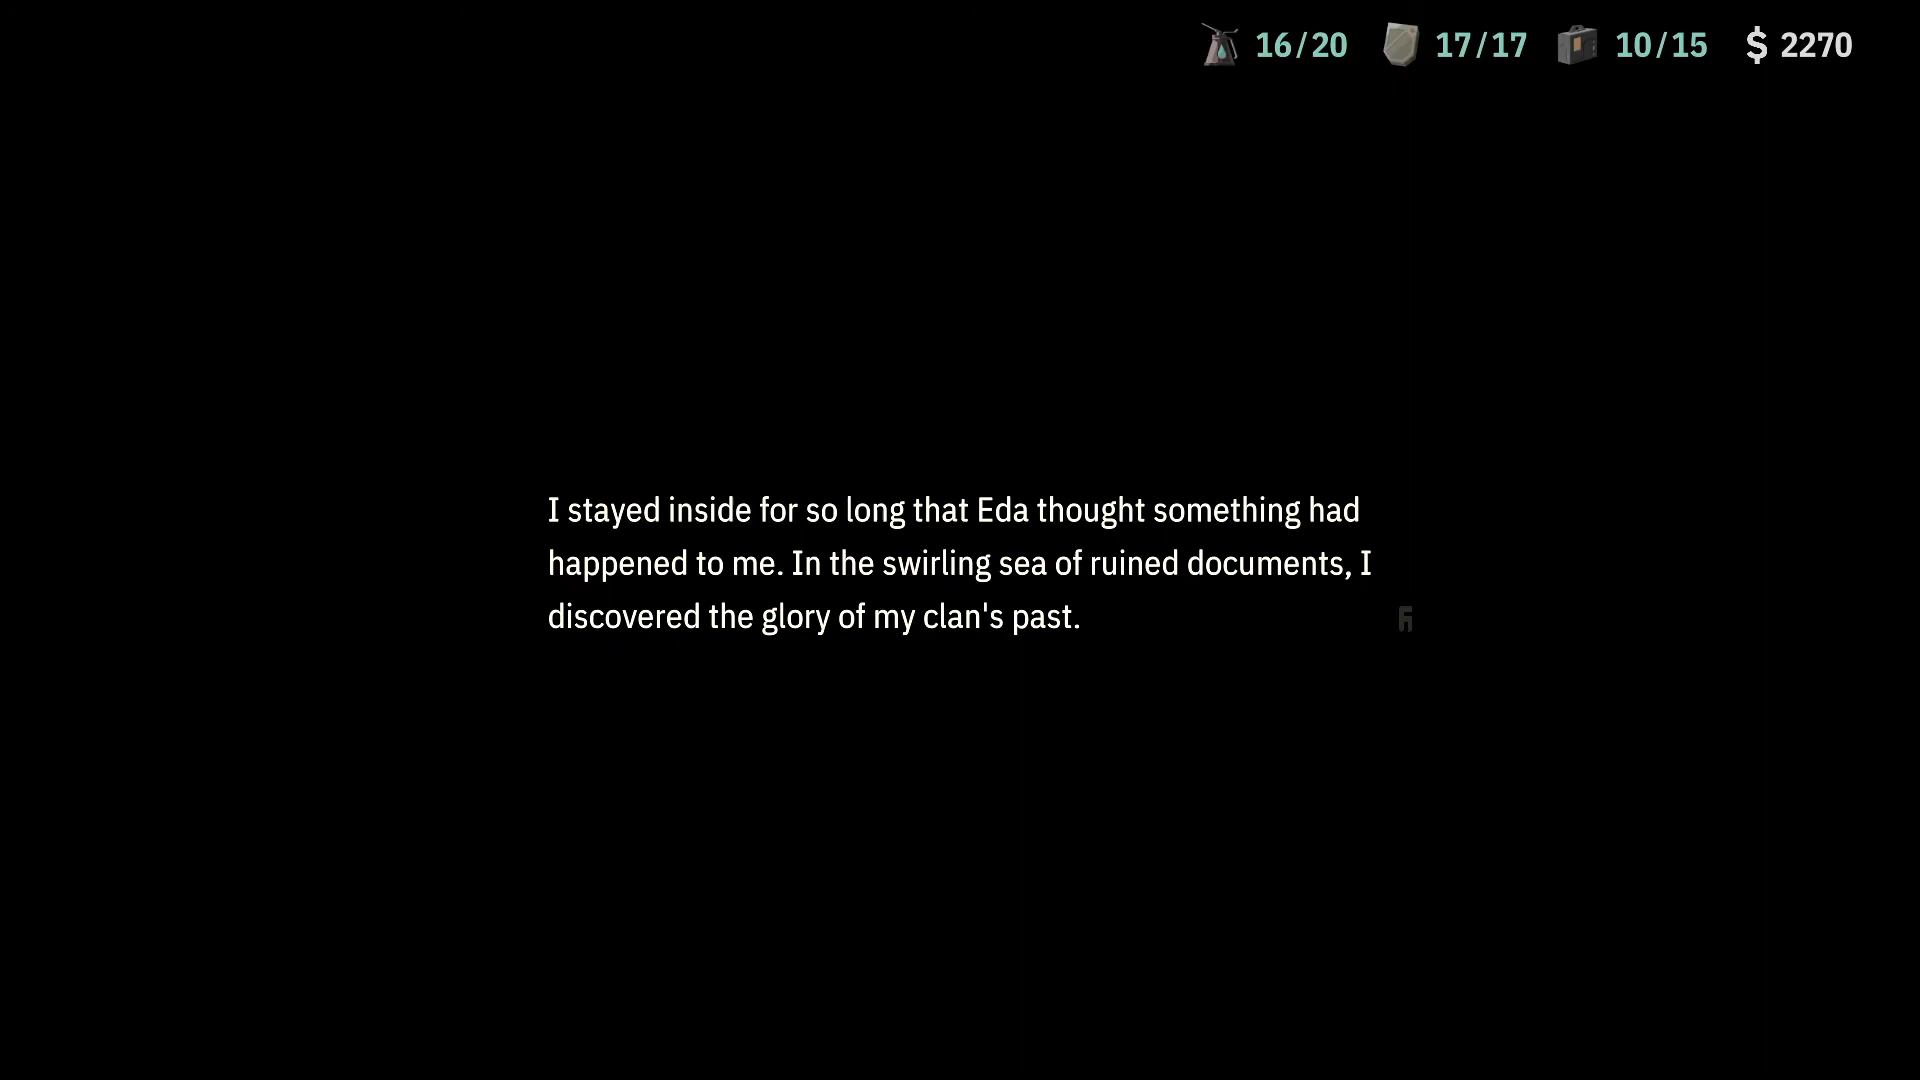 16/20 17/17 10/15 $ 2270
I stayed inside for so long that Eda thought something had
happened to me. In the swirling sea of ruined documents, I
discovered the glory of my clan's past.